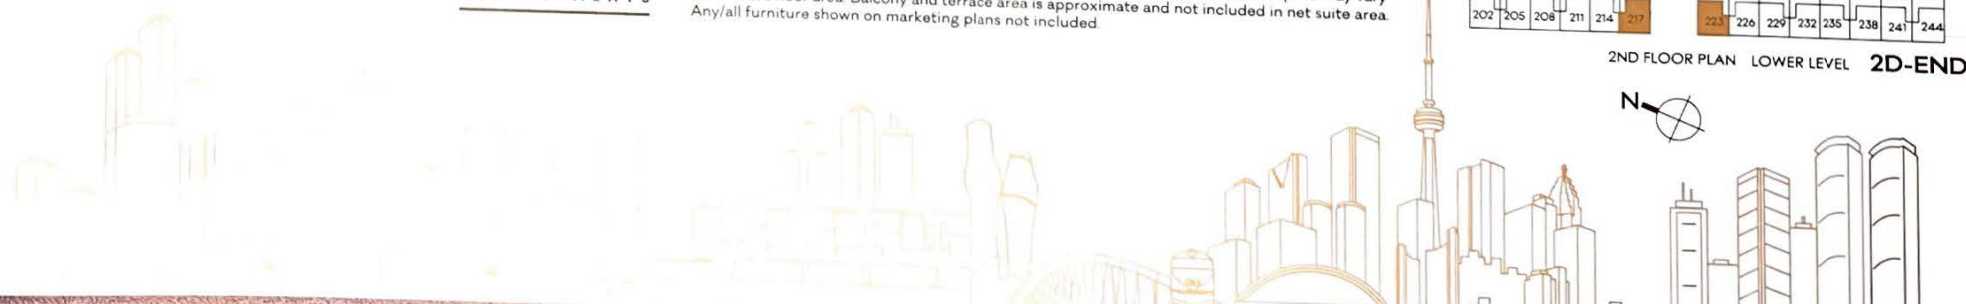 area. Balcony and terrace area is approximate and not included in net suite area.
Any/all furniture shown on marketing plans not included.
202 205 208 211 214 217 223 226 229 232 235 238 241 244
2ND FLOOR PLAN LOWER LEVEL 2D-END
N